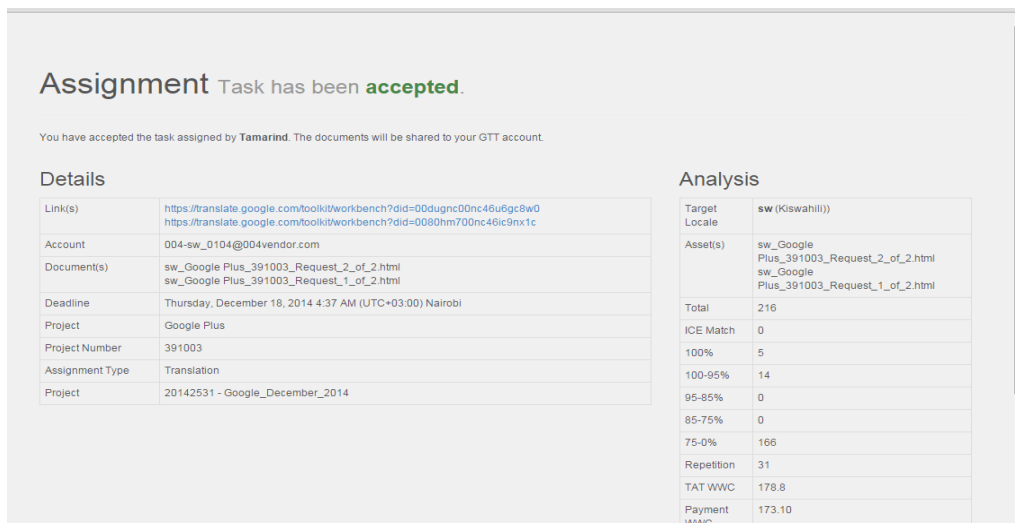 Assignment Task has been accepted.
You have accepted the task assigned by Tamarind. The documents will be shared to your GTT account.
Details
Link(s) https://translate.google.com/toolkit/workbench?did=00dugnc00nc46u6gc8w0
https://translate.google.com/toolkit/workbench?did=0080hm700nc46ic9nx1c
Account 004-sw_0104@004vendor.com
Document(s) sw_Google Plus_391003_Request_2_of_2.html
sw_Google Plus_391003_Request_1_of_2.html
Deadline Thursday, December 18, 2014 4:37 AM (UTC+03:00) Nairobi
Project Google Plus
Project Number 391003
Assignment Type Translation
Project 20142531 - Google_December_2014
Analysis
Target sw (Kiswahili))
Locale
Asset(s) sw_Google
Plus_391003_Request_2_of_2.html
sw_Google
Plus_391003_Request_1_of_2.html
Total 216
ICE Match 0
100% 5
100-95% 14
95-85% 0
85-75% 0
75-0% 166
Repetition 31
TAT WWC 178.8
Payment 173.10
WWC